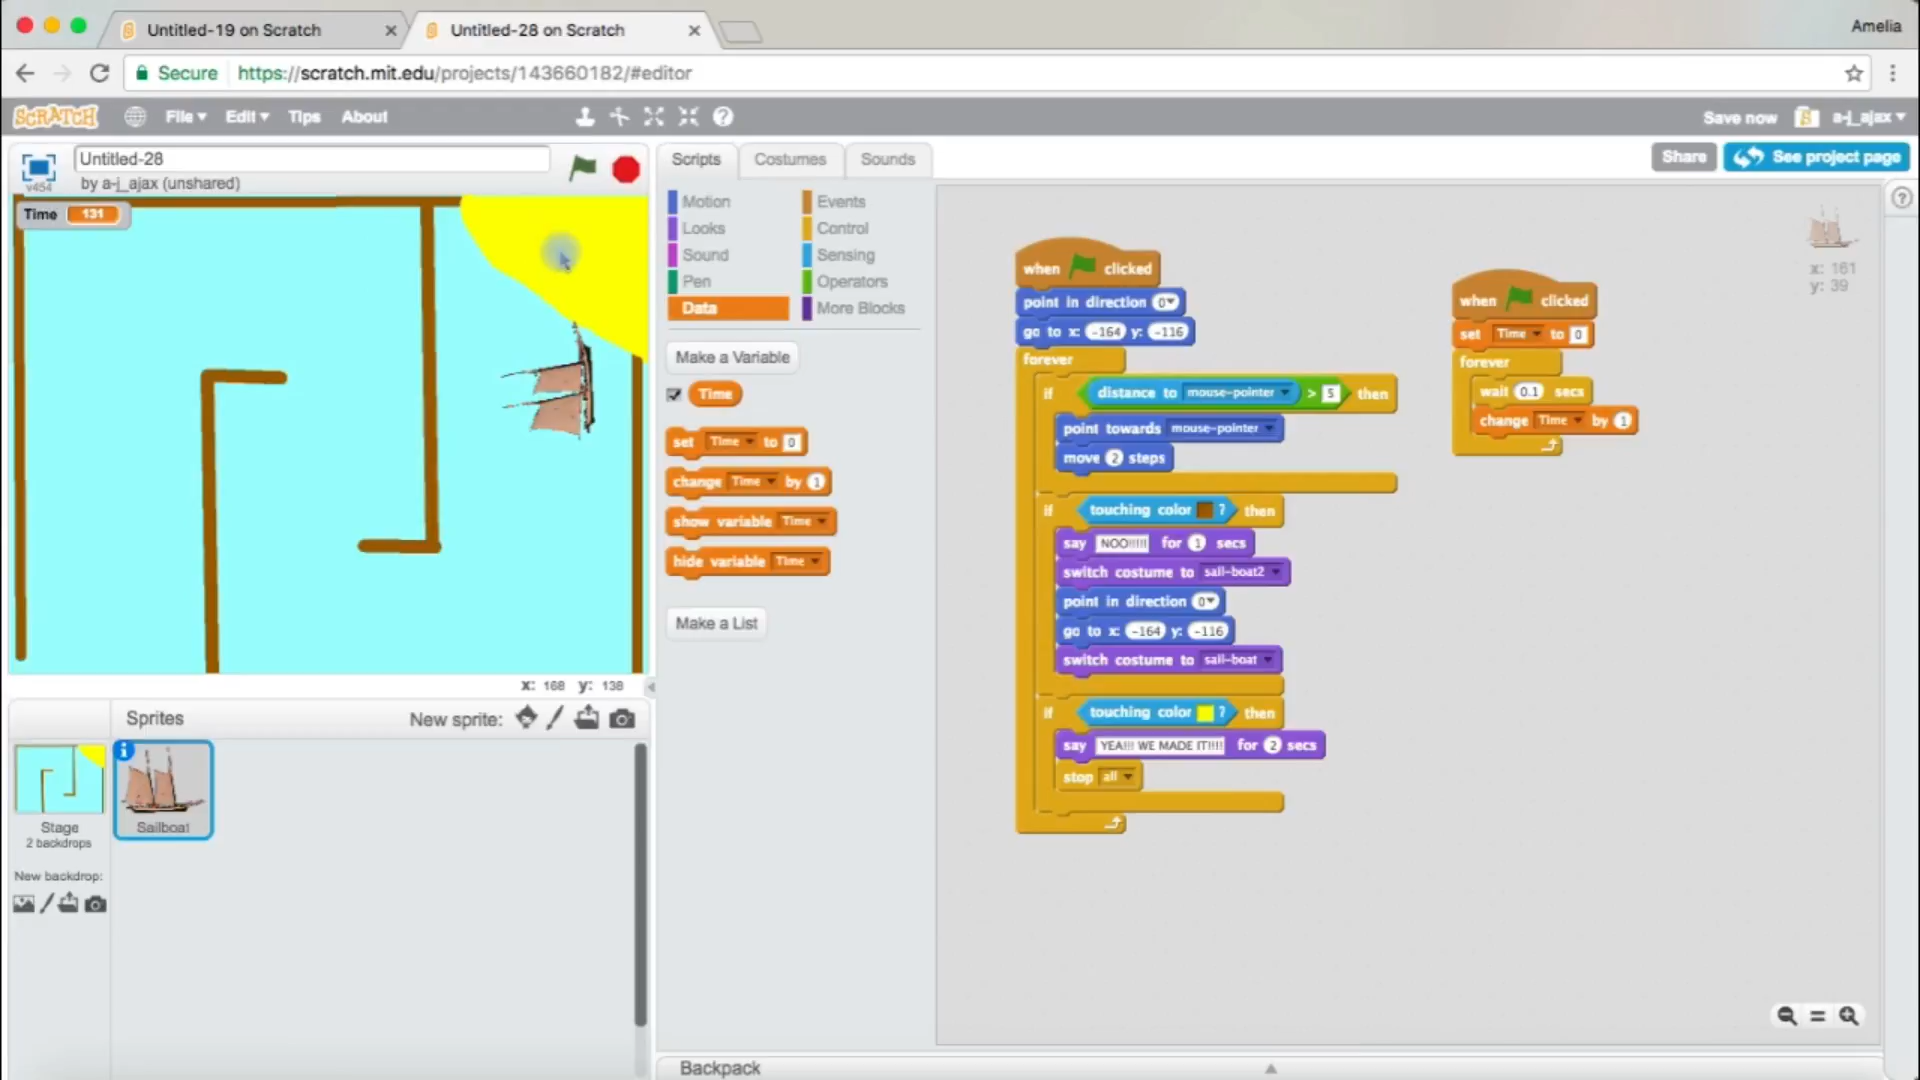 Untitled-19 on Scratch
Untitled-28 on Scratch
Amelia
Secure
https://scratch.mit.edu/projects/143660182/#editor
SCRATCH
File
Edit
Tips
About
Save now
a-j_ajax
v454
Untitled-28
by a-j_ajax (unshared)
Scripts
Costumes
Sounds
Share
See project page
Time 131
Motion
Events
Looks
Control
Sound
Sensing
Pen
Operators
Data
More Blocks
Make a Variable
Time
set Time to 0
change Time by 1
show variable Time
hide variable Time
Make a List
when clicked
point in direction 0
go to x: -164 y: -116
forever
if distance to mouse-pointer > 5 then
point towards mouse-pointer
move 2 steps
if touching color ? then
say NOO!!!!! for 1 secs
switch costume to sail-boat2
point in direction 0
go to x: -164 y: -116
switch costume to sail-boat
if touching color ? then
say YEA!!! WE MADE IT!!!! for 2 secs
stop all
when clicked
set Time to 0
forever
wait 0.1 secs
change Time by 1
x: 161
y: 39
x: 168 y: 138
Sprites
New sprite:
Stage
2 backdrops
Sailboat
New backdrop:
Backpack